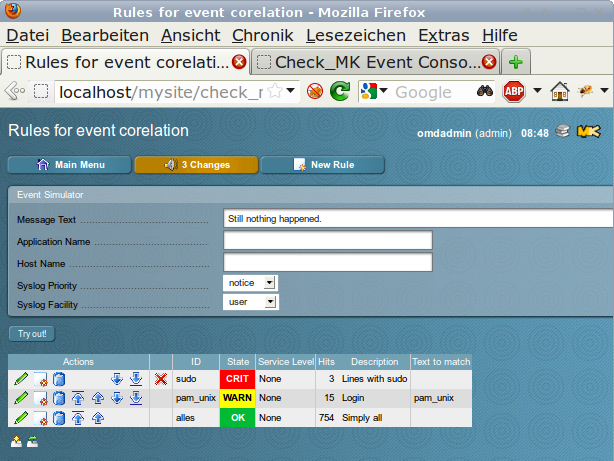 Rules for event corelation - Mozilla Firefox
Datei Bearbeiten Ansicht Chronik Lesezeichen Extras Hilfe
Rules for event corelati... Check_MK Event Conso...
localhost/mysite/check_r Google ABP
Rules for event corelation
omdadmin (admin) 08:48 MK
Main Menu 3 Changes New Rule
Event Simulator
Message Text Still nothing happened.
Application Name
Host Name
Syslog Priority notice
Syslog Facility user
Try out!
Actions ID State Service Level Hits Description Text to match
sudo CRIT None 3 Lines with sudo
pam_unix WARN None 15 Login pam_unix
alles OK None 754 Simply all